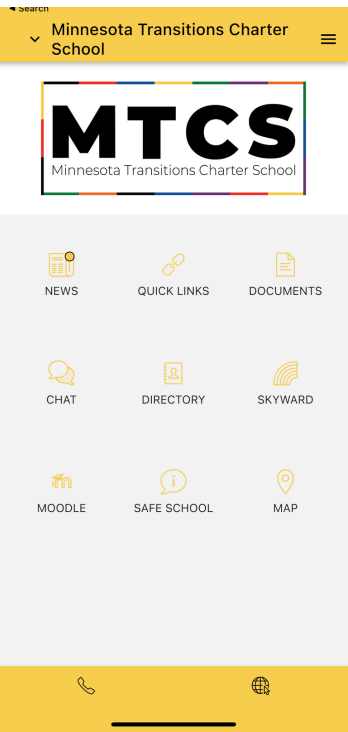 ◀ Search
Minnesota Transitions Charter
School
MTCS
Minnesota Transitions Charter School
NEWS QUICK LINKS DOCUMENTS
CHAT DIRECTORY SKYWARD
MOODLE SAFE SCHOOL MAP